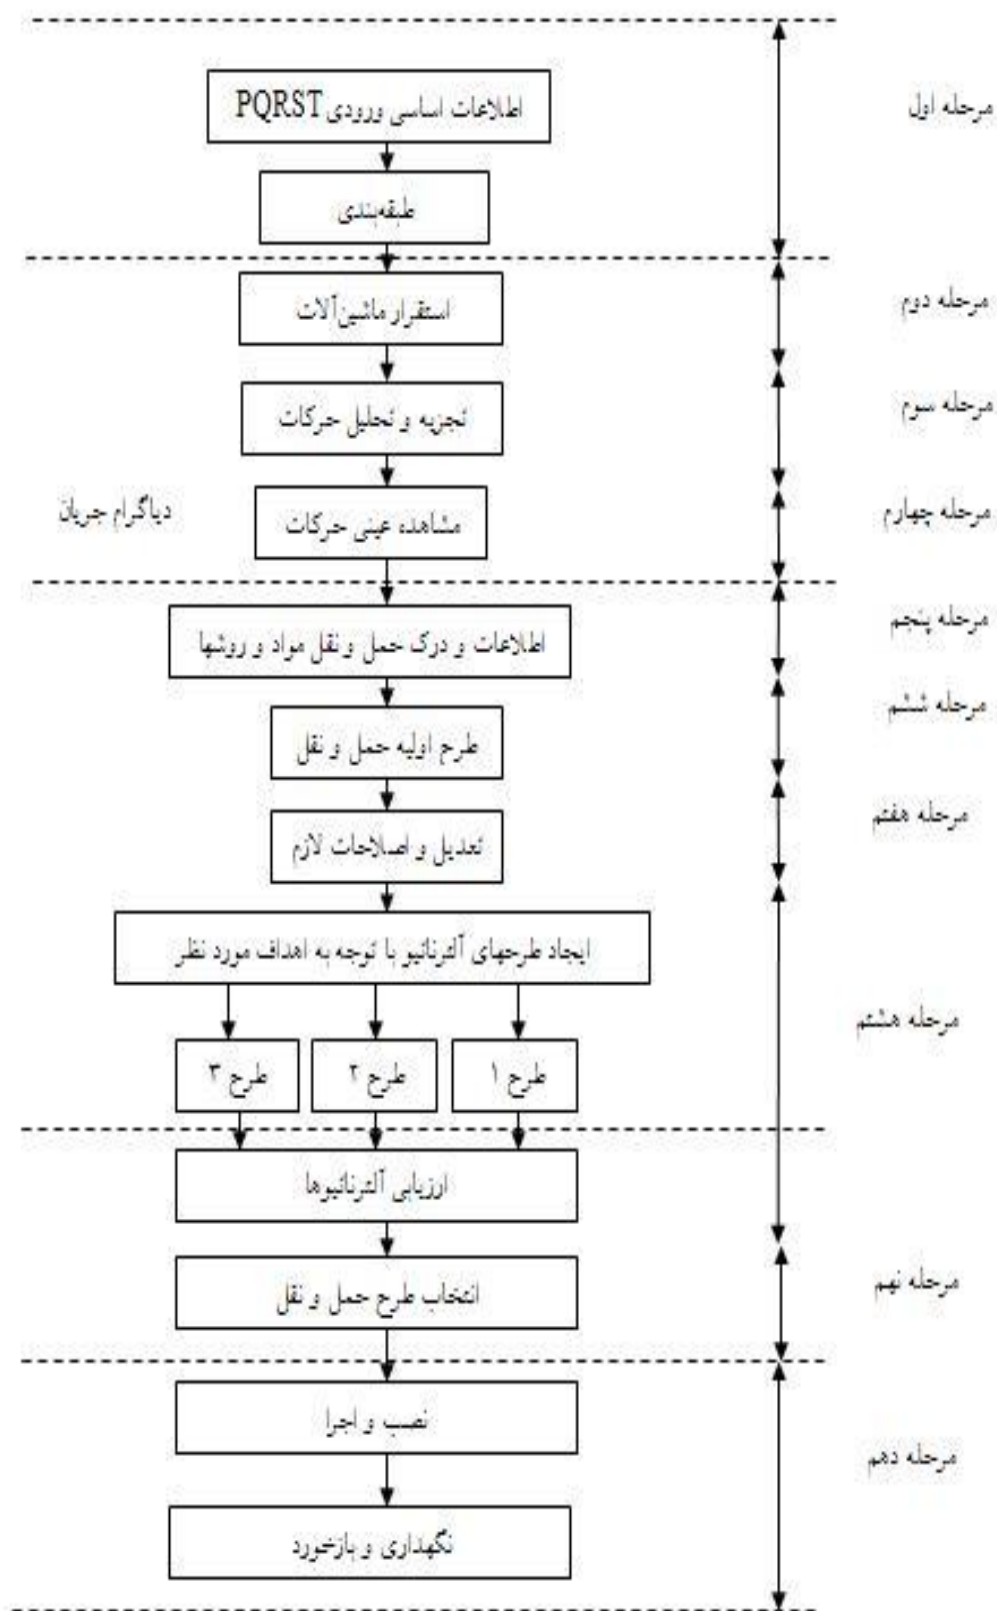 مرحله اول
اطلاعات اساسی ورودی PQRST
طبقه‌بندی
مرحله دوم
استقرار ماشین‌آلات
مرحله سوم
تجزیه و تحلیل حرکات
مرحله چهارم
مشاهده عینی حرکات
دیاگرام جریان
مرحله پنجم
اطلاعات و درک حمل و نقل مواد و روشها
مرحله ششم
طرح اولیه حمل و نقل
مرحله هفتم
تعدیل و اصلاحات لازم
مرحله هشتم
ایجاد طرحهای آلترناتیو با توجه به اهداف مورد نظر
طرح ۱
طرح ۲
طرح ۳
ارزیابی آلترناتیوها
مرحله نهم
انتخاب طرح حمل و نقل
مرحله دهم
نصب و اجرا
نگهداری و بازخورد